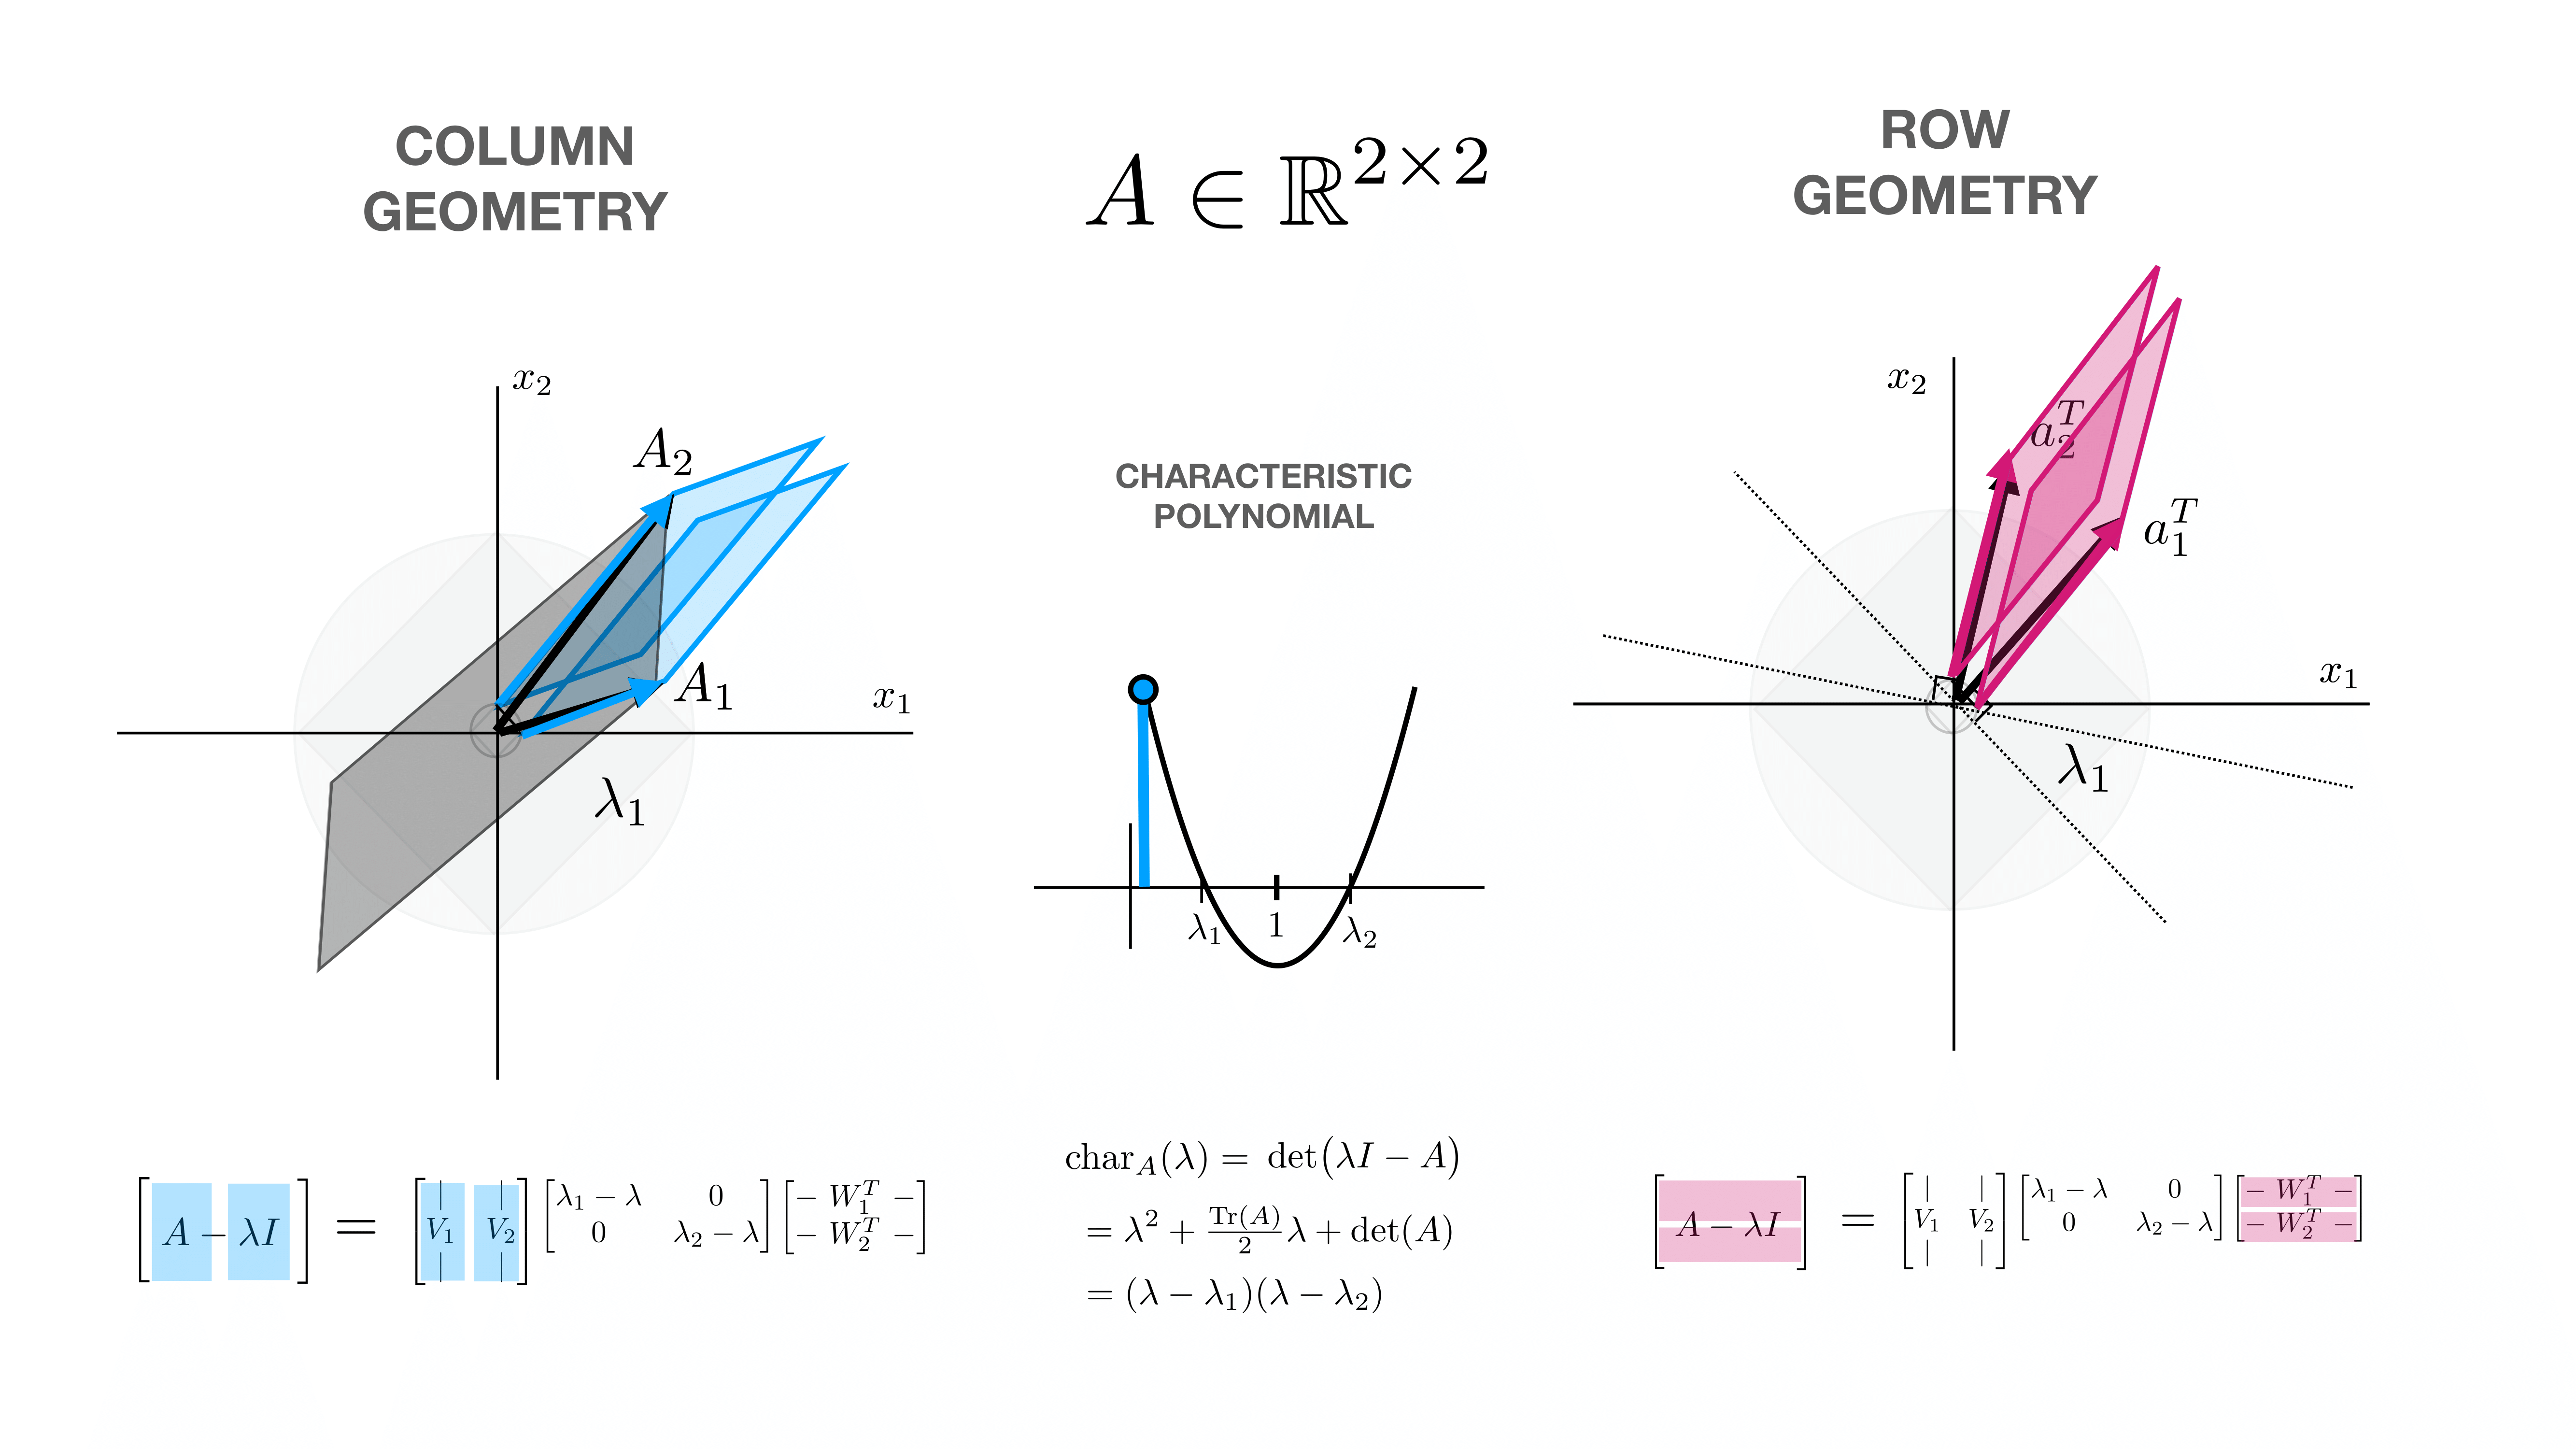 COLUMN
GEOMETRY
A ∈ ℝ^{2×2}
ROW
GEOMETRY
x_2
A_2
A_1
x_1
λ_1
CHARACTERISTIC
POLYNOMIAL
λ_1 1 λ_2
x_2
a_2^T
a_1^T
x_1
λ_1
[A − λI] = [V_1 V_2] [λ_1 − λ 0; 0 λ_2 − λ] [− W_1^T −; − W_2^T −]
char_A(λ) = det(λI − A)
= λ^2 + \frac{Tr(A)}{2}λ + det(A)
= (λ − λ_1)(λ − λ_2)
[A − λI] = [V_1 V_2] [λ_1 − λ 0; 0 λ_2 − λ] [− W_1^T −; − W_2^T −]